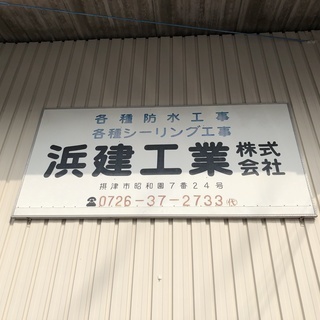 各種防水工事
各種シーリング工事
浜建工業株式会社
摂津市昭和園7番24号
☎0726-37-2733㈹